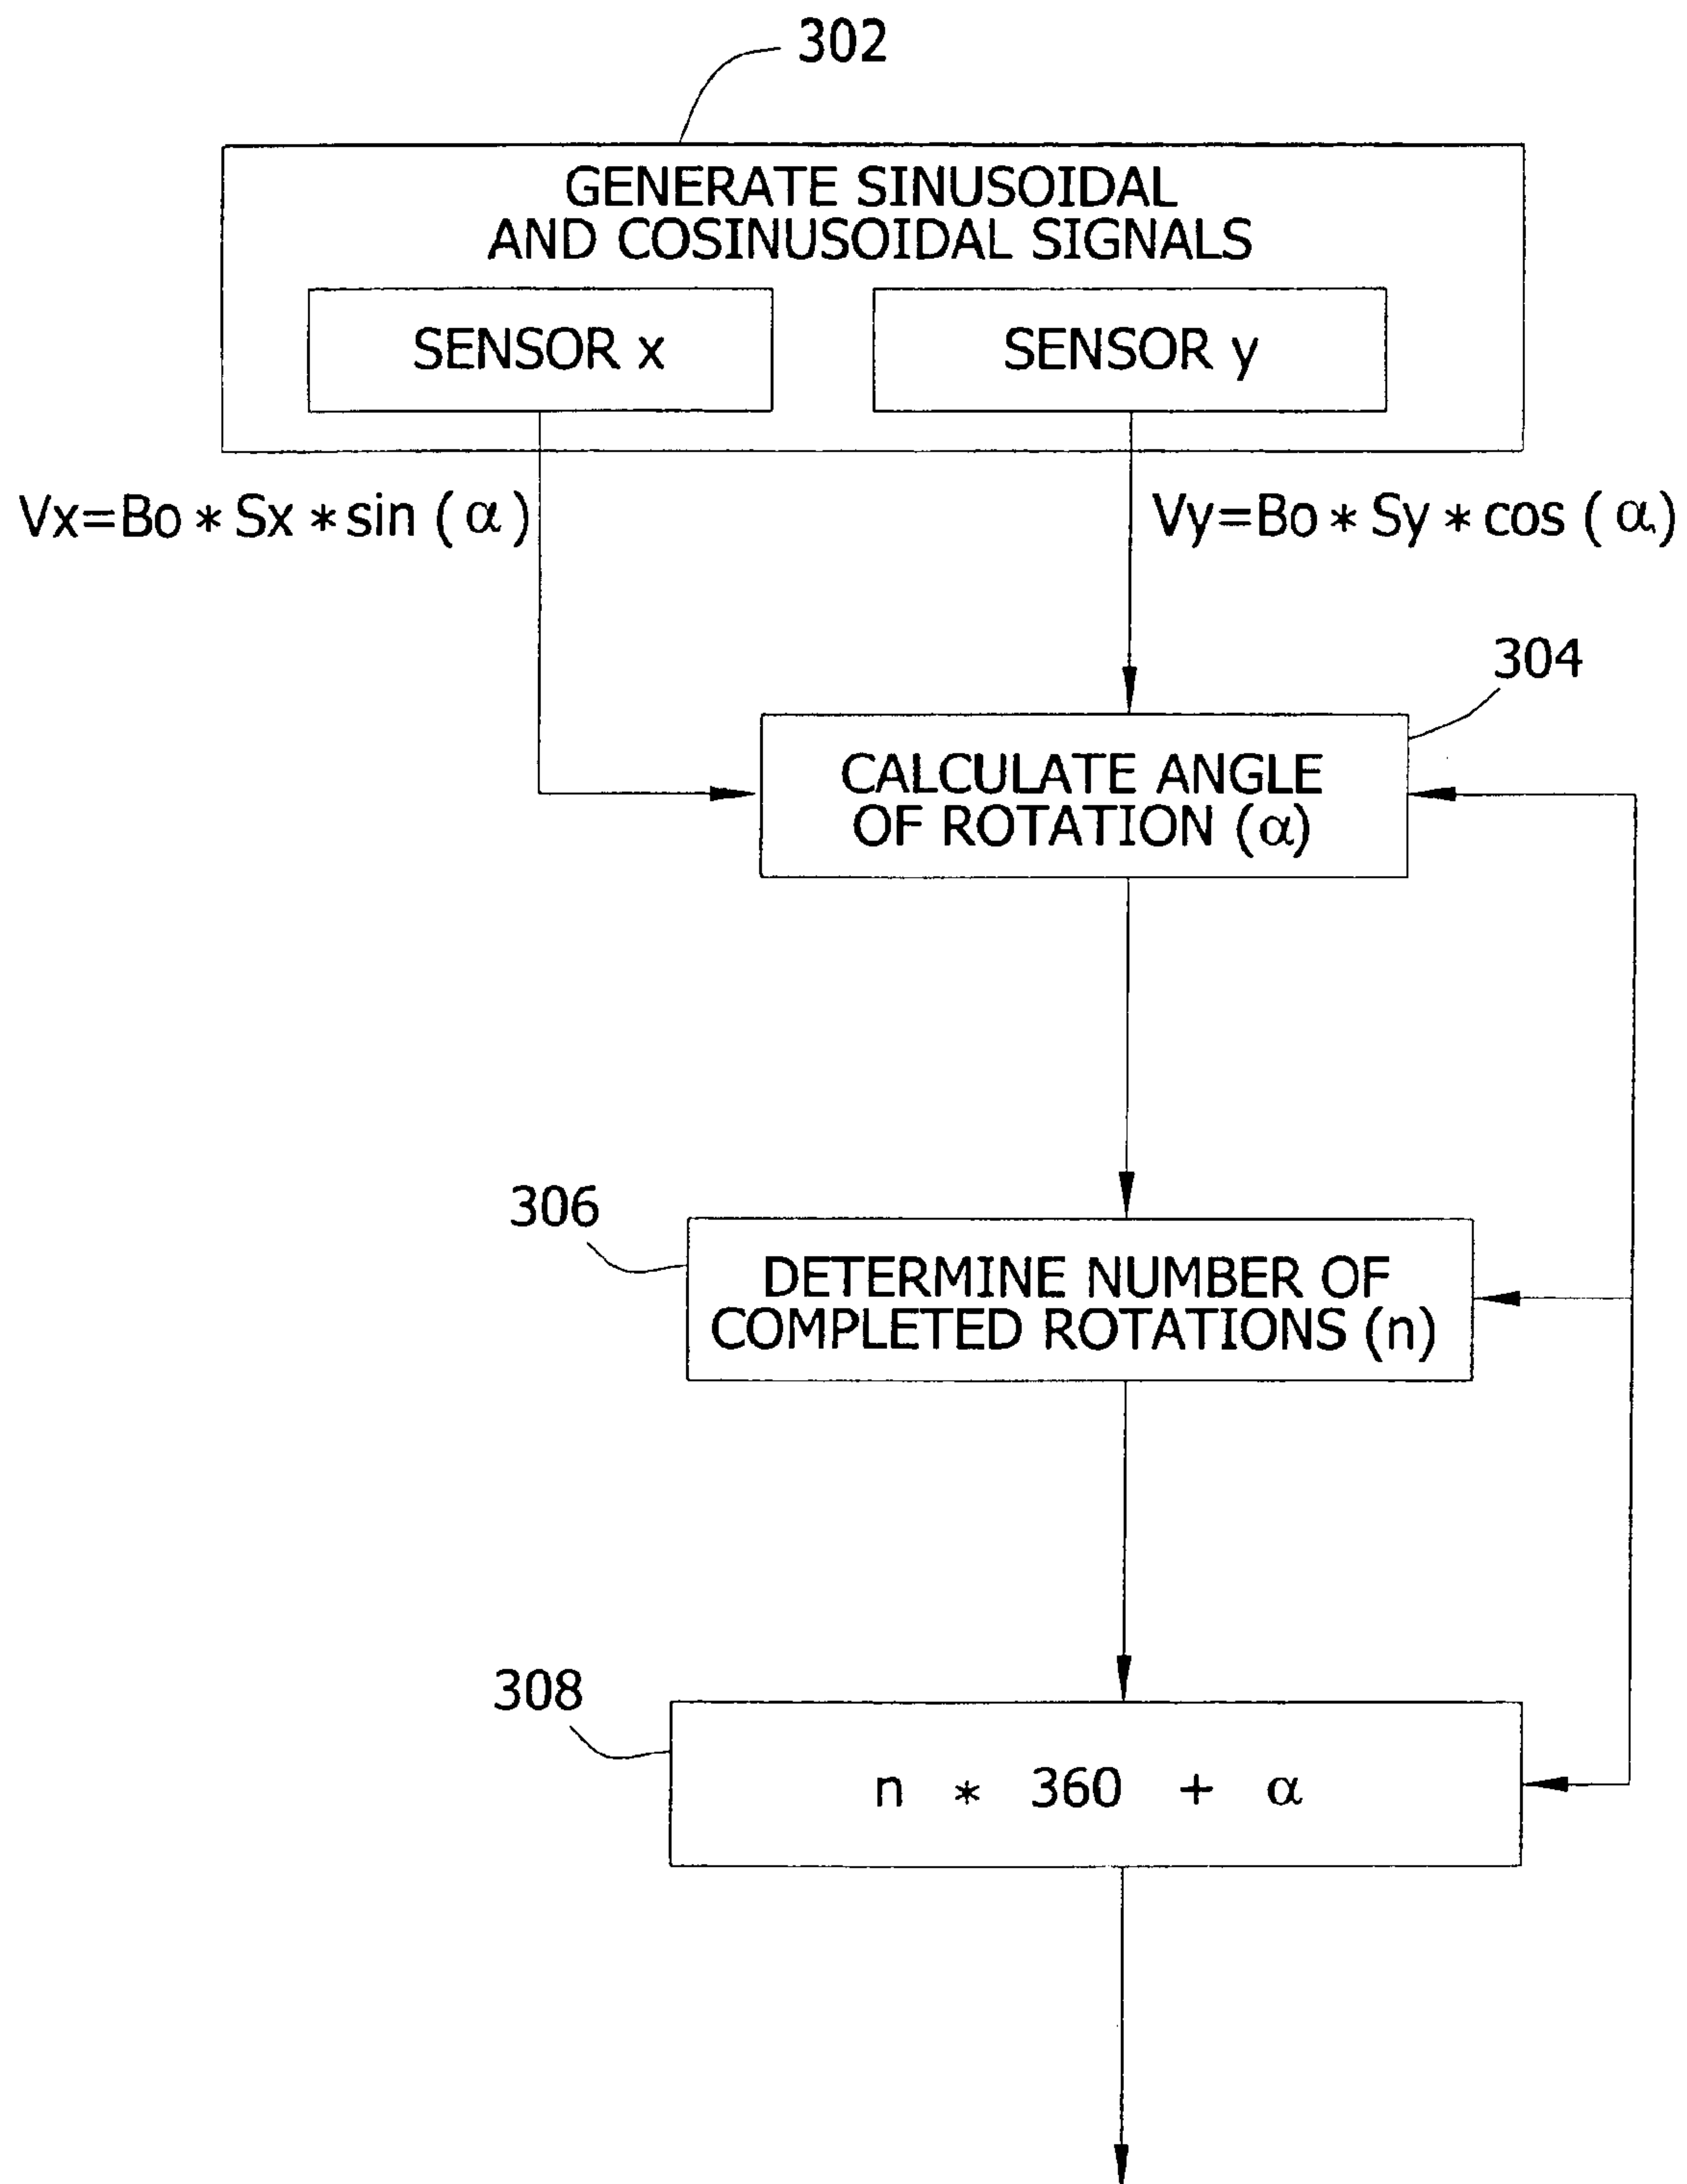 302
GENERATE SINUSOIDAL
AND COSINUSOIDAL SIGNALS
SENSOR x
SENSOR y
Vx=Bo * Sx * sin (α)
Vy=Bo * Sy * cos (α)
304
CALCULATE ANGLE
OF ROTATION (α)
306
DETERMINE NUMBER OF
COMPLETED ROTATIONS (n)
308
n * 360 + α